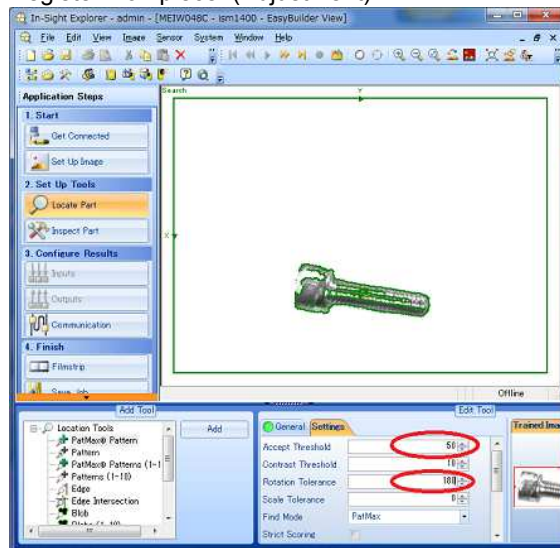 In-Sight Explorer - admin - [MEIW048C - ism1400 - EasyBuilder View]
File Edit View Image Sensor System Window Help
Application Steps
1. Start
Get Connected
Set Up Image
2. Set Up Tools
Locate Part
Inspect Part
3. Configure Results
Inputs
Outputs
Communication
4. Finish
Filmstrip
Save Job
Search
Y
X
Offline
Add Tool
Location Tools
PatMax® Pattern
Pattern
PatMax® Patterns (1-1
Patterns (1-10)
Edge
Edge Intersection
Blob
Add
Edit Tool
General Settings
Accept Threshold 50
Contrast Threshold 10
Rotation Tolerance 180
Scale Tolerance 0
Find Mode PatMax
Strict Scoring
Trained Ima